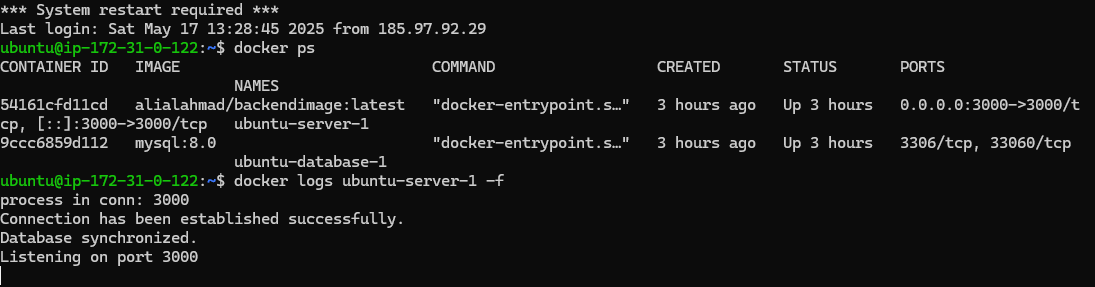 *** System restart required ***
Last login: Sat May 17 13:28:45 2025 from 185.97.92.29
ubuntu@ip-172-31-0-122:~$ docker ps
CONTAINER ID   IMAGE                          COMMAND                  CREATED       STATUS       PORTS
                          NAMES
54161cfd11cd   alialahmad/backendimage:latest   "docker-entrypoint.s…"   3 hours ago   Up 3 hours   0.0.0.0:3000->3000/t
cp, [::]:3000->3000/tcp   ubuntu-server-1
9ccc6859d112   mysql:8.0                        "docker-entrypoint.s…"   3 hours ago   Up 3 hours   3306/tcp, 33060/tcp
                          ubuntu-database-1
ubuntu@ip-172-31-0-122:~$ docker logs ubuntu-server-1 -f
process in conn: 3000
Connection has been established successfully.
Database synchronized.
Listening on port 3000